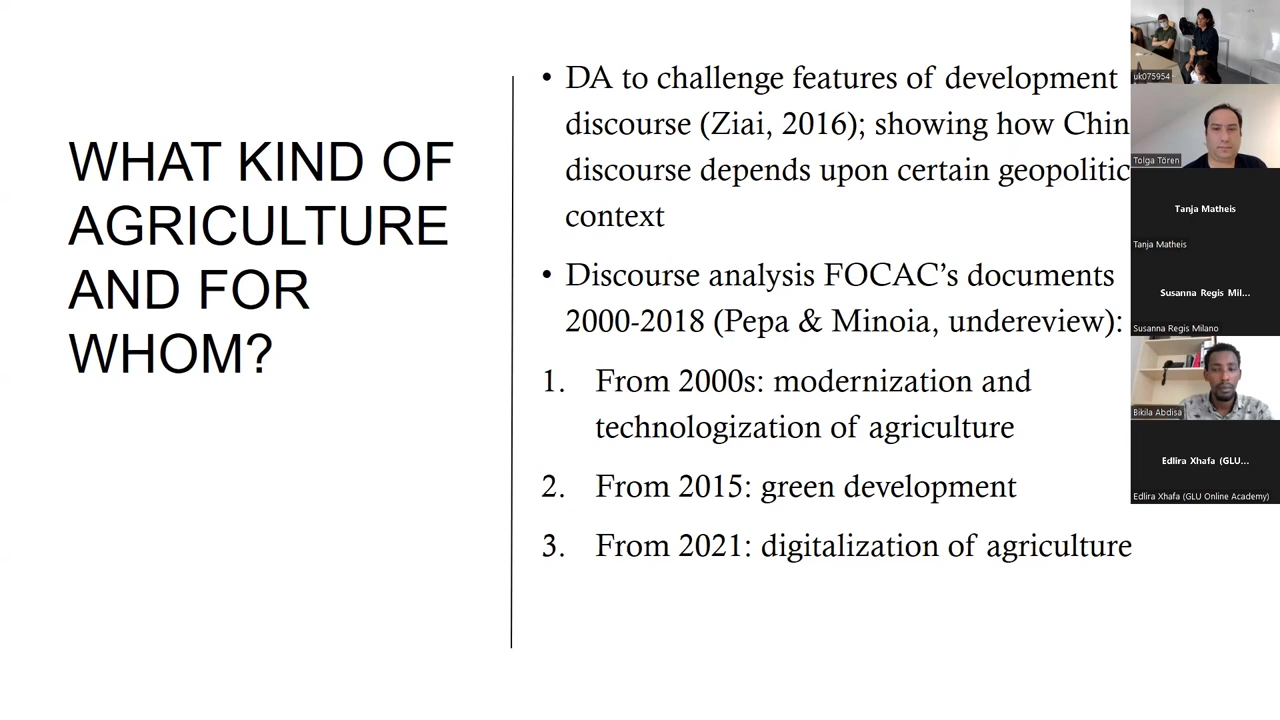 WHAT KIND OF
AGRICULTURE
AND FOR
WHOM?
• DA to challenge features of development
discourse (Ziai, 2016); showing how Chin
discourse depends upon certain geopolitic
context
• Discourse analysis FOCAC’s documents
2000-2018 (Pepa & Minoia, undereview):
1. From 2000s: modernization and
technologization of agriculture
2. From 2015: green development
3. From 2021: digitalization of agriculture
uk075954
Tolga Tören
Tanja Matheis
Tanja Matheis
Susanna Regis Mil...
Susanna Regis Milano
Bikila Abdisa
Edlira Xhafa (GLU...
Edlira Xhafa (GLU Online Academy)